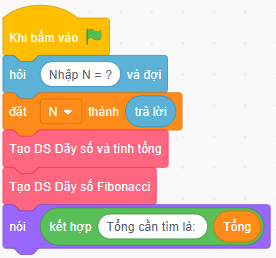 Khi bấm vào
hỏi Nhập N = ? và đợi
đặt N thành trả lời
Tạo DS Dãy số và tính tổng
Tạo DS Dãy số Fibonacci
nói kết hợp Tổng cần tìm là: Tổng